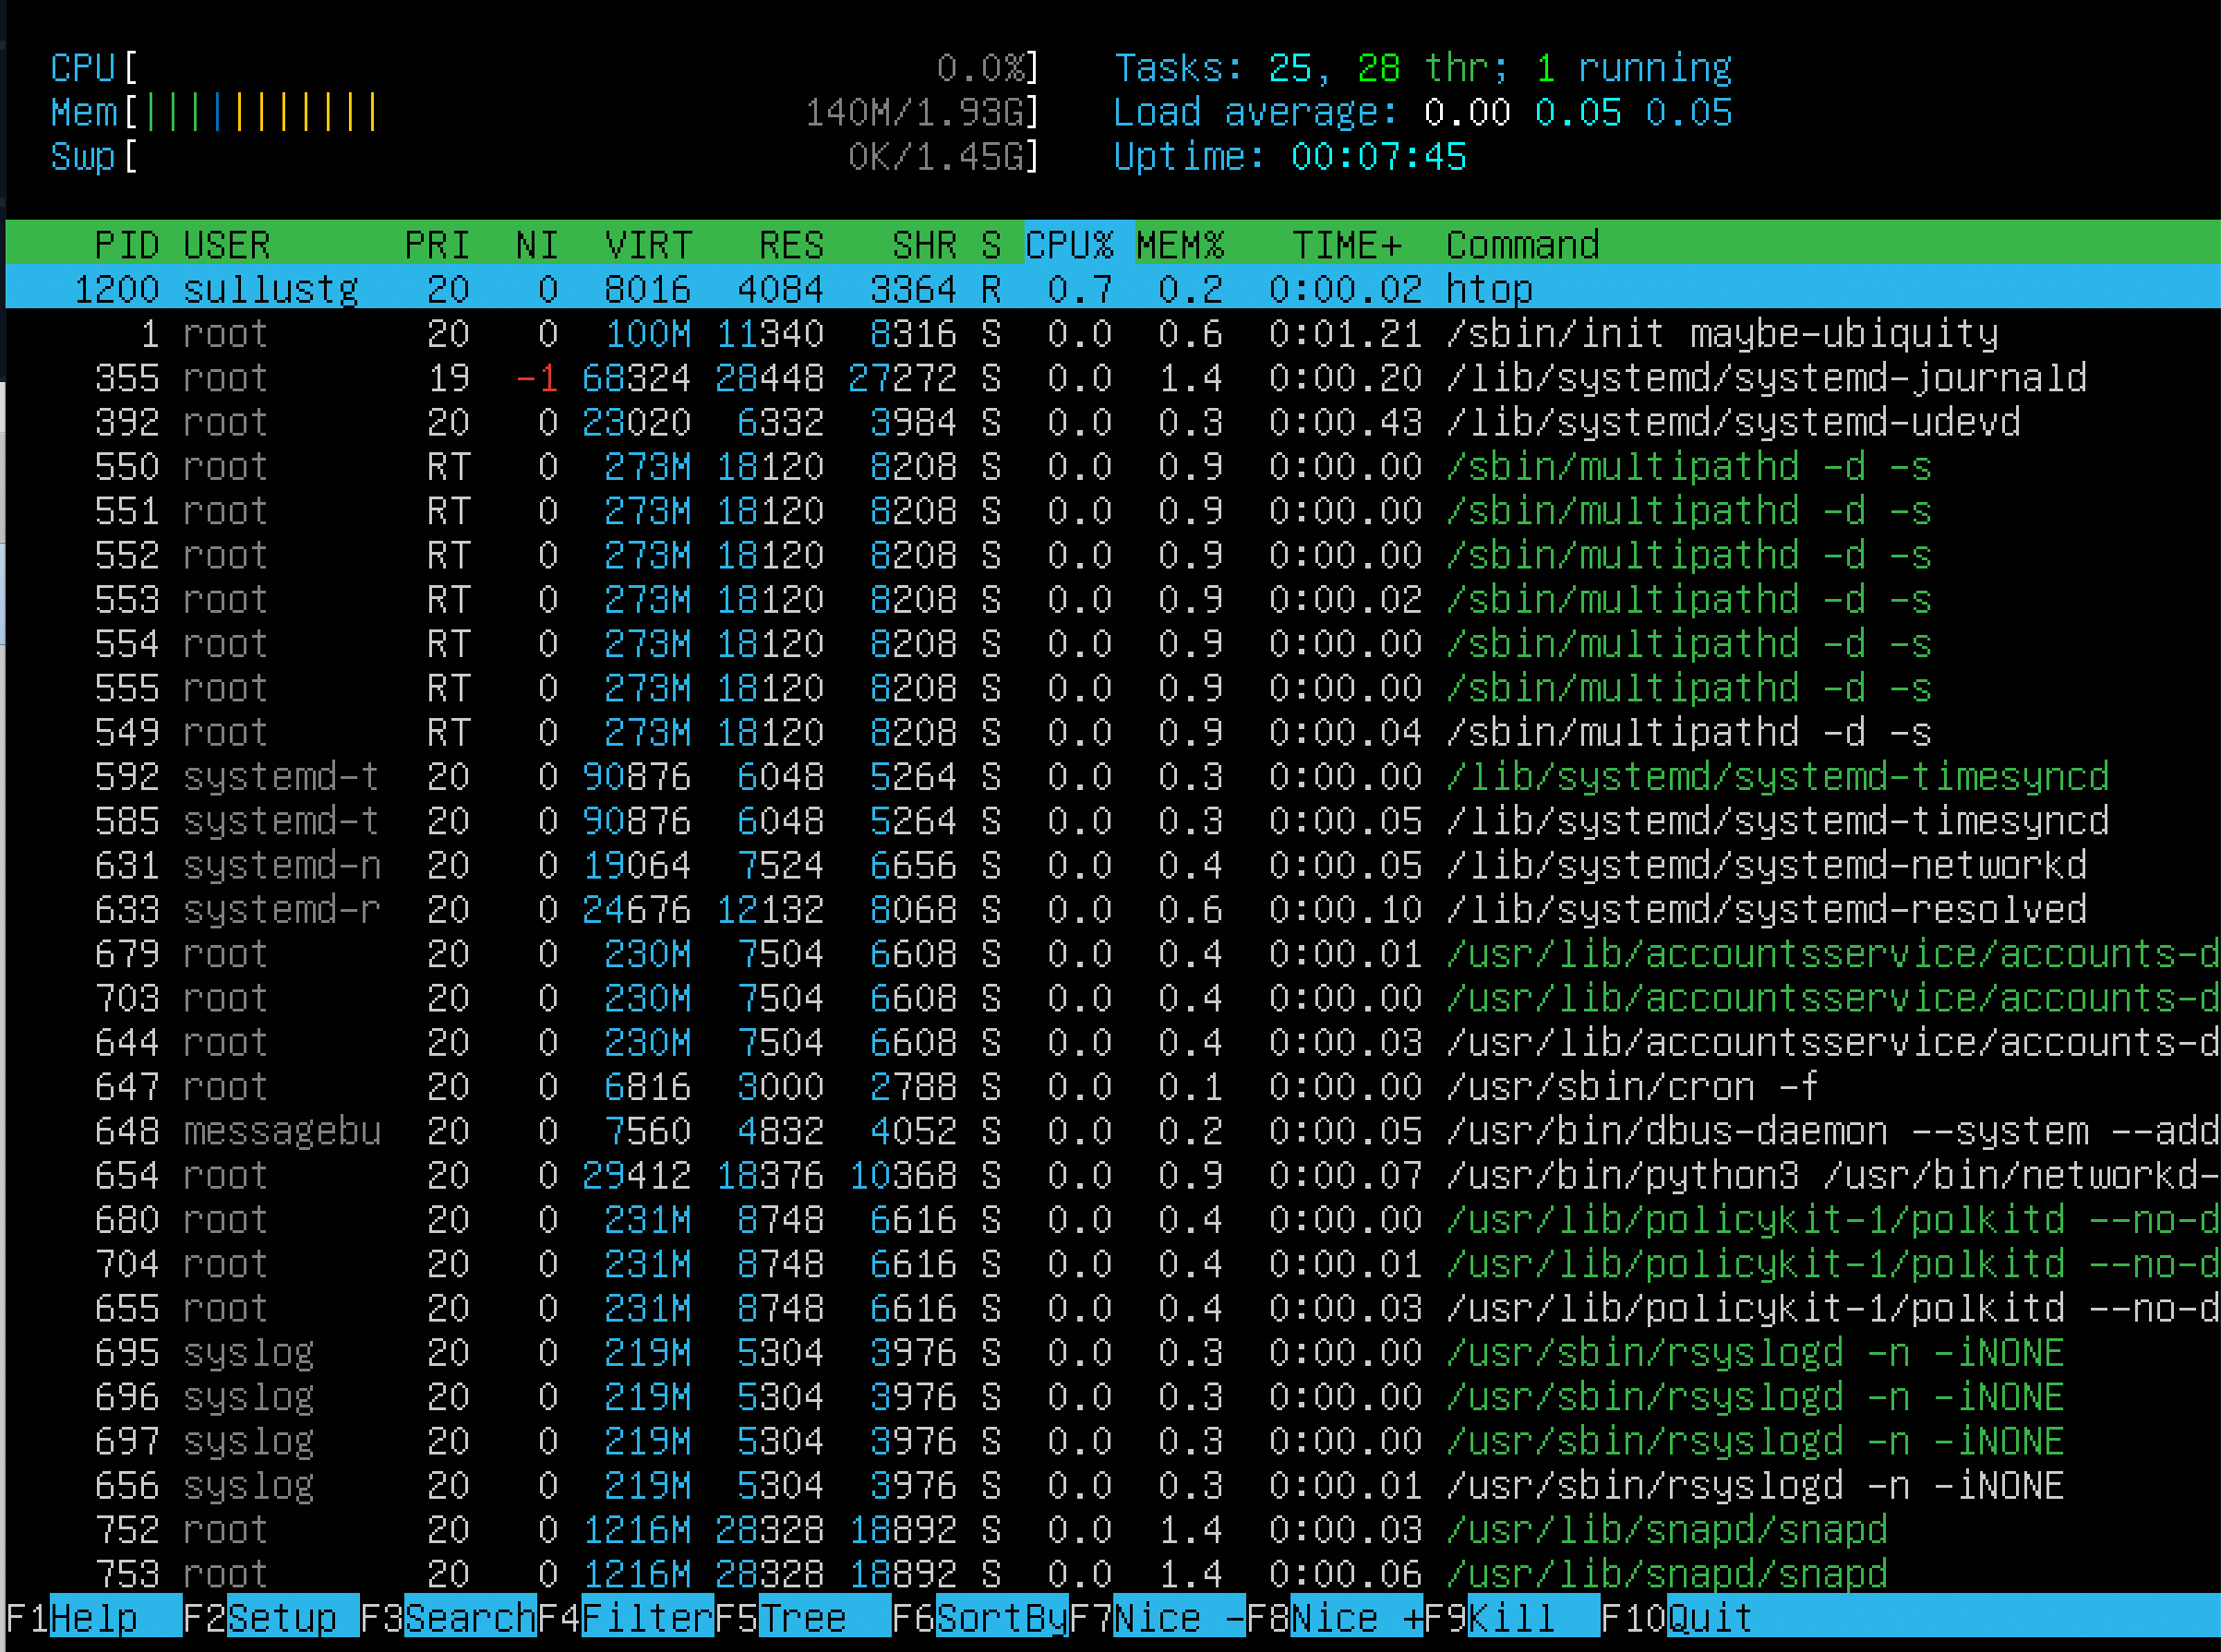 CPU[ 0.0%] Tasks: 25, 28 thr; 1 running
Mem[||||||||||| 140M/1.93G] Load average: 0.00 0.05 0.05
Swp[ 0K/1.45G] Uptime: 00:07:45
PID USER PRI NI VIRT RES SHR S CPU% MEM% TIME+ Command
1200 sullustg 20 0 8016 4084 3364 R 0.7 0.2 0:00.02 htop
1 root 20 0 100M 11340 8316 S 0.0 0.6 0:01.21 /sbin/init maybe-ubiquity
355 root 19 -1 68324 28448 27272 S 0.0 1.4 0:00.20 /lib/systemd/systemd-journald
392 root 20 0 23020 6332 3984 S 0.0 0.3 0:00.43 /lib/systemd/systemd-udevd
550 root RT 0 273M 18120 8208 S 0.0 0.9 0:00.00 /sbin/multipathd -d -s
551 root RT 0 273M 18120 8208 S 0.0 0.9 0:00.00 /sbin/multipathd -d -s
552 root RT 0 273M 18120 8208 S 0.0 0.9 0:00.00 /sbin/multipathd -d -s
553 root RT 0 273M 18120 8208 S 0.0 0.9 0:00.02 /sbin/multipathd -d -s
554 root RT 0 273M 18120 8208 S 0.0 0.9 0:00.00 /sbin/multipathd -d -s
555 root RT 0 273M 18120 8208 S 0.0 0.9 0:00.00 /sbin/multipathd -d -s
549 root RT 0 273M 18120 8208 S 0.0 0.9 0:00.04 /sbin/multipathd -d -s
592 systemd-t 20 0 90876 6048 5264 S 0.0 0.3 0:00.00 /lib/systemd/systemd-timesyncd
585 systemd-t 20 0 90876 6048 5264 S 0.0 0.3 0:00.05 /lib/systemd/systemd-timesyncd
631 systemd-n 20 0 19064 7524 6656 S 0.0 0.4 0:00.05 /lib/systemd/systemd-networkd
633 systemd-r 20 0 24676 12132 8068 S 0.0 0.6 0:00.10 /lib/systemd/systemd-resolved
679 root 20 0 230M 7504 6608 S 0.0 0.4 0:00.01 /usr/lib/accountsservice/accounts-d
703 root 20 0 230M 7504 6608 S 0.0 0.4 0:00.00 /usr/lib/accountsservice/accounts-d
644 root 20 0 230M 7504 6608 S 0.0 0.4 0:00.03 /usr/lib/accountsservice/accounts-d
647 root 20 0 6816 3000 2788 S 0.0 0.1 0:00.00 /usr/sbin/cron -f
648 messagebu 20 0 7560 4832 4052 S 0.0 0.2 0:00.05 /usr/bin/dbus-daemon --system --add
654 root 20 0 29412 18376 10368 S 0.0 0.9 0:00.07 /usr/bin/python3 /usr/bin/networkd-
680 root 20 0 231M 8748 6616 S 0.0 0.4 0:00.00 /usr/lib/policykit-1/polkitd --no-d
704 root 20 0 231M 8748 6616 S 0.0 0.4 0:00.01 /usr/lib/policykit-1/polkitd --no-d
655 root 20 0 231M 8748 6616 S 0.0 0.4 0:00.03 /usr/lib/policykit-1/polkitd --no-d
695 syslog 20 0 219M 5304 3976 S 0.0 0.3 0:00.00 /usr/sbin/rsyslogd -n -iNONE
696 syslog 20 0 219M 5304 3976 S 0.0 0.3 0:00.00 /usr/sbin/rsyslogd -n -iNONE
697 syslog 20 0 219M 5304 3976 S 0.0 0.3 0:00.00 /usr/sbin/rsyslogd -n -iNONE
656 syslog 20 0 219M 5304 3976 S 0.0 0.3 0:00.01 /usr/sbin/rsyslogd -n -iNONE
752 root 20 0 1216M 28328 18892 S 0.0 1.4 0:00.03 /usr/lib/snapd/snapd
753 root 20 0 1216M 28328 18892 S 0.0 1.4 0:00.06 /usr/lib/snapd/snapd
F1Help F2Setup F3SearchF4FilterF5Tree F6SortByF7Nice -F8Nice +F9Kill F10Quit